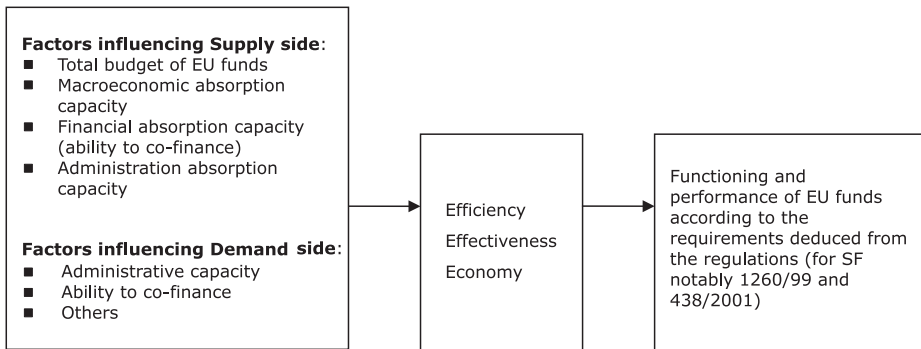 Factors influencing Supply side:
■ Total budget of EU funds
■ Macroeconomic absorption
capacity
■ Financial absorption capacity
(ability to co-finance)
■ Administration absorption
capacity
Factors influencing Demand side:
■ Administrative capacity
■ Ability to co-finance
■ Others
Efficiency
Effectiveness
Economy
Functioning and
performance of EU funds
according to the
requirements deduced from
the regulations (for SF
notably 1260/99 and
438/2001)